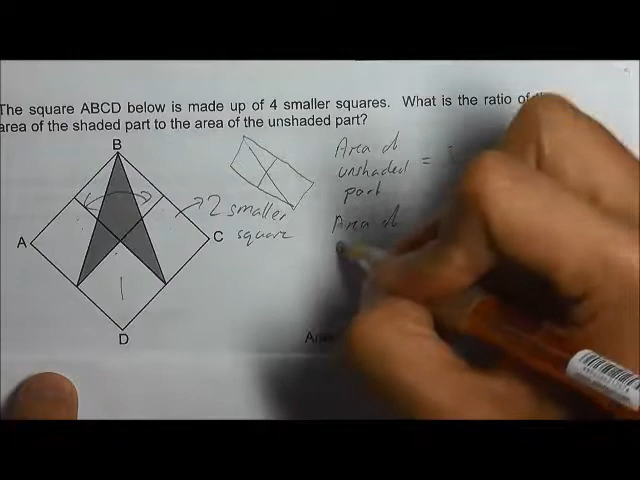 The square ABCD below is made up of 4 smaller squares. What is the ratio of
area of the shaded part to the area of the unshaded part?
B
Area of
unshaded =
part
2 smaller
square
Area of
A
C
1
D